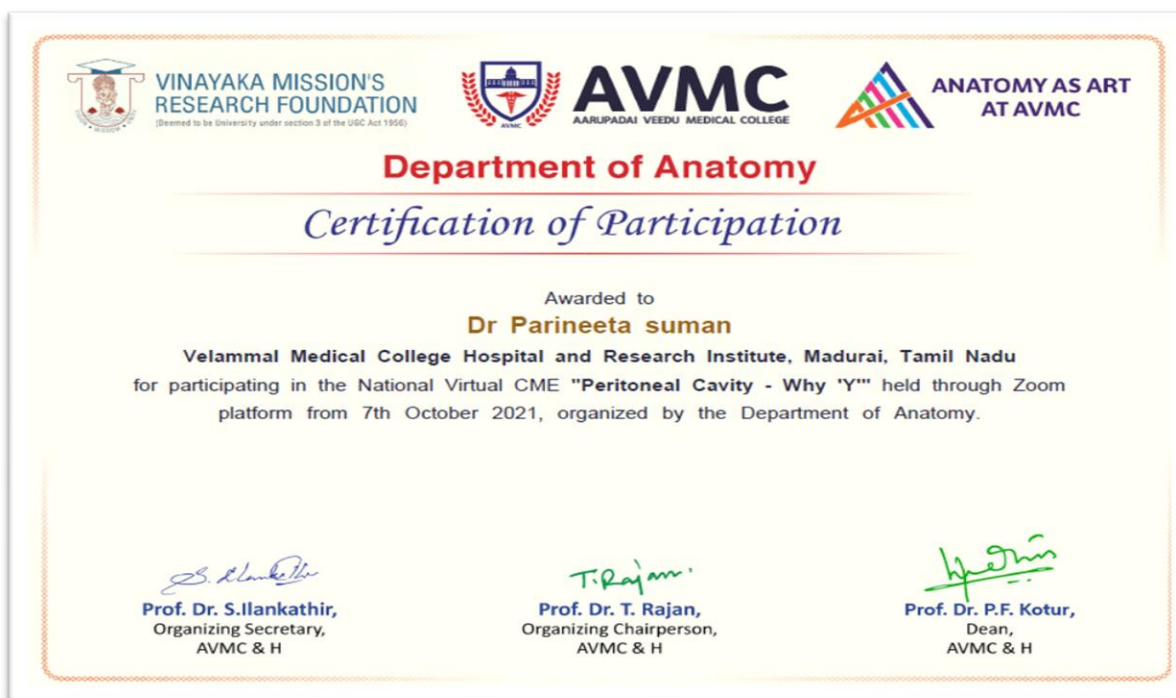 VINAYAKA MISSION'S
RESEARCH FOUNDATION
(Deemed to be University under section 3 of the UGC Act 1956)
AVMC
AVMC
AARUPADAI VEEDU MEDICAL COLLEGE
ANATOMY AS ART
AT AVMC
Department of Anatomy
Certification of Participation
Awarded to
Dr Parineeta suman
Velammal Medical College Hospital and Research Institute, Madurai, Tamil Nadu
for participating in the National Virtual CME "Peritoneal Cavity - Why 'Y'" held through Zoom
platform from 7th October 2021, organized by the Department of Anatomy.
T. Rajan.
Prof. Dr. S.Ilankathir,
Organizing Secretary,
AVMC & H
Prof. Dr. T. Rajan,
Organizing Chairperson,
AVMC & H
Prof. Dr. P.F. Kotur,
Dean,
AVMC & H